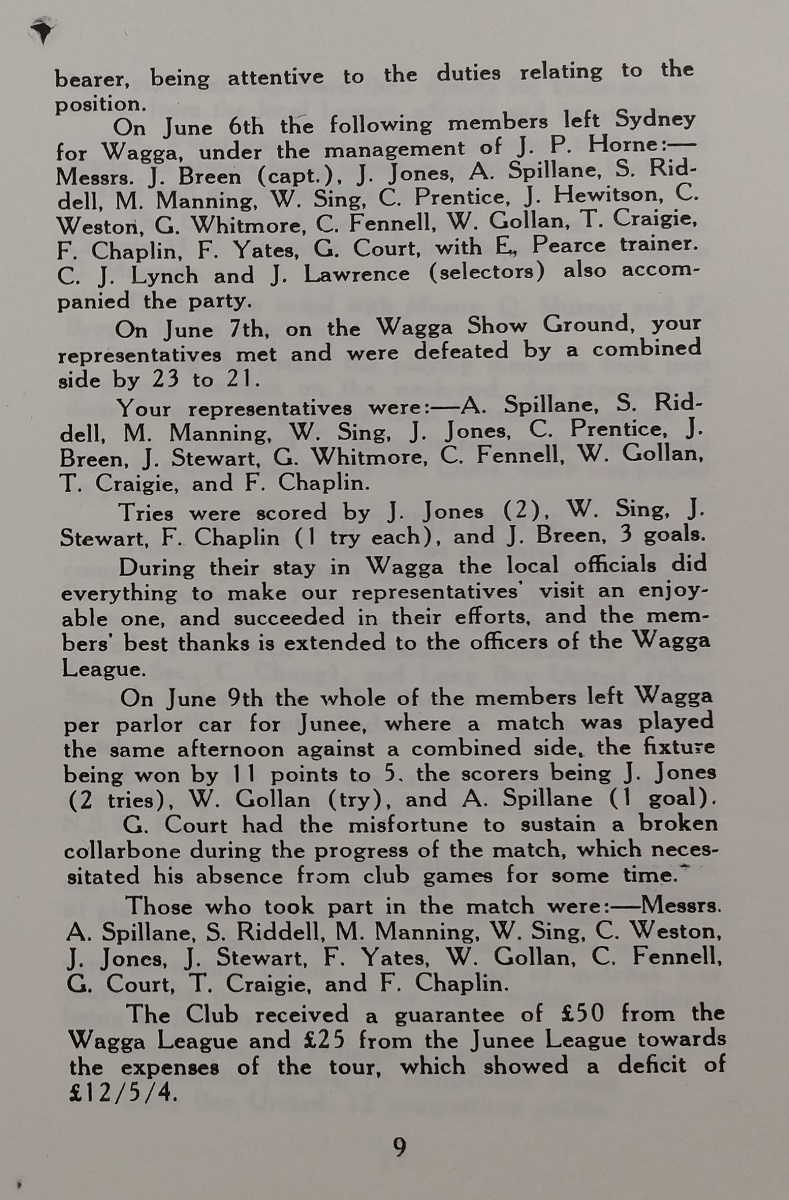 bearer, being attentive to the duties relating to the
position.
On June 6th the following members left Sydney
for Wagga, under the management of J. P. Horne:—
Messrs. J. Breen (capt.), J. Jones, A. Spillane, S. Rid-
dell, M. Manning, W. Sing, C. Prentice, J. Hewitson, C.
Weston, G. Whitmore, C. Fennell, W. Gollan, T. Craigie,
F. Chaplin, F. Yates, G. Court, with E, Pearce trainer.
C. J. Lynch and J. Lawrence (selectors) also accom-
panied the party.
On June 7th, on the Wagga Show Ground, your
representatives met and were defeated by a combined
side by 23 to 21.
Your representatives were:—A. Spillane, S. Rid-
dell, M. Manning, W. Sing, J. Jones, C. Prentice, J.
Breen, J. Stewart, G. Whitmore, C. Fennell, W. Gollan,
T. Craigie, and F. Chaplin.
Tries were scored by J. Jones (2), W. Sing, J.
Stewart, F. Chaplin (1 try each), and J. Breen, 3 goals.
During their stay in Wagga the local officials did
everything to make our representatives' visit an enjoy-
able one, and succeeded in their efforts, and the mem-
bers' best thanks is extended to the officers of the Wagga
League.
On June 9th the whole of the members left Wagga
per parlor car for Junee, where a match was played
the same afternoon against a combined side, the fixture
being won by 11 points to 5. the scorers being J. Jones
(2 tries), W. Gollan (try), and A. Spillane (1 goal).
G. Court had the misfortune to sustain a broken
collarbone during the progress of the match, which neces-
sitated his absence from club games for some time.
Those who took part in the match were:—Messrs.
A. Spillane, S. Riddell, M. Manning, W. Sing, C. Weston,
J. Jones, J. Stewart, F. Yates, W. Gollan, C. Fennell,
G. Court, T. Craigie, and F. Chaplin.
The Club received a guarantee of £50 from the
Wagga League and £25 from the Junee League towards
the expenses of the tour, which showed a deficit of
£12/5/4.
9